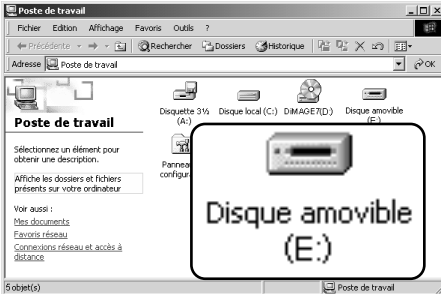 Poste de travail
Fichier Edition Affichage Favoris Outils ?
Précédente Rechercher Dossiers Historique
Adresse Poste de travail OK
Poste de travail
Sélectionnez un élément pour
obtenir une description.
Affiche les dossiers et fichiers
présents sur votre ordinateur
Voir aussi :
Mes documents
Favoris réseau
Connexions réseau et accès à
distance
Disquette 3½
(A:)
Disque local (C:)
DiMAGE7(D:)
Disque amovible
(E:)
Disque amovible
(E:)
5 objet(s)
Poste de travail